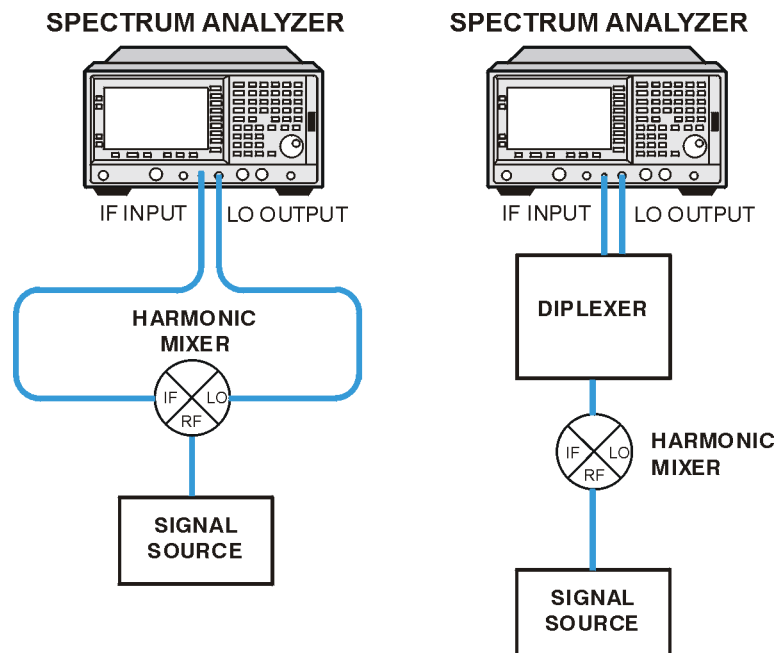 SPECTRUM ANALYZER
IF INPUT
LO OUTPUT
HARMONIC
MIXER
IF
LO
RF
SIGNAL
SOURCE
SPECTRUM ANALYZER
IF INPUT
LO OUTPUT
DIPLEXER
IF
LO
RF
HARMONIC
MIXER
SIGNAL
SOURCE